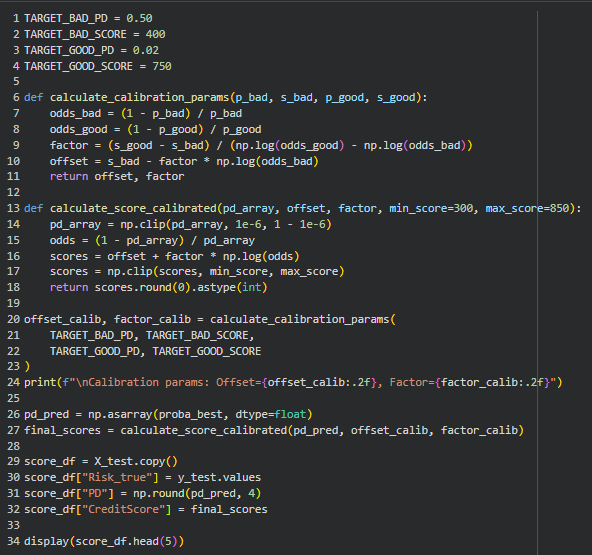 1 TARGET_BAD_PD = 0.50
2 TARGET_BAD_SCORE = 400
3 TARGET_GOOD_PD = 0.02
4 TARGET_GOOD_SCORE = 750
5
6 def calculate_calibration_params(p_bad, s_bad, p_good, s_good):
7     odds_bad = (1 - p_bad) / p_bad
8     odds_good = (1 - p_good) / p_good
9     factor = (s_good - s_bad) / (np.log(odds_good) - np.log(odds_bad))
10     offset = s_bad - factor * np.log(odds_bad)
11     return offset, factor
12
13 def calculate_score_calibrated(pd_array, offset, factor, min_score=300, max_score=850):
14     pd_array = np.clip(pd_array, 1e-6, 1 - 1e-6)
15     odds = (1 - pd_array) / pd_array
16     scores = offset + factor * np.log(odds)
17     scores = np.clip(scores, min_score, max_score)
18     return scores.round(0).astype(int)
19
20 offset_calib, factor_calib = calculate_calibration_params(
21     TARGET_BAD_PD, TARGET_BAD_SCORE,
22     TARGET_GOOD_PD, TARGET_GOOD_SCORE
23 )
24 print(f"\nCalibration params: Offset={offset_calib:.2f}, Factor={factor_calib:.2f}")
25
26 pd_pred = np.asarray(proba_best, dtype=float)
27 final_scores = calculate_score_calibrated(pd_pred, offset_calib, factor_calib)
28
29 score_df = X_test.copy()
30 score_df["Risk_true"] = y_test.values
31 score_df["PD"] = np.round(pd_pred, 4)
32 score_df["CreditScore"] = final_scores
33
34 display(score_df.head(5))